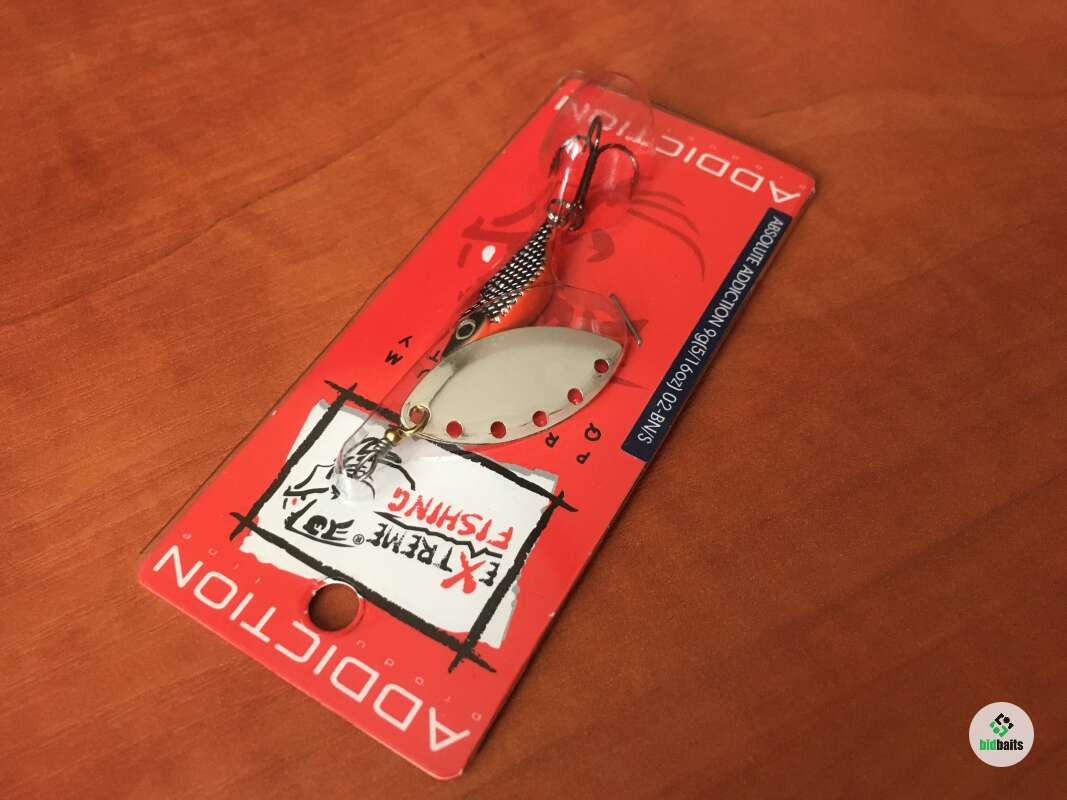 ADDICTION
EXTREME®
FISHING
ABSOLUTE ADDICTION 9g(5/16oz) 02-BN/S
ADDICTION
bidbaits